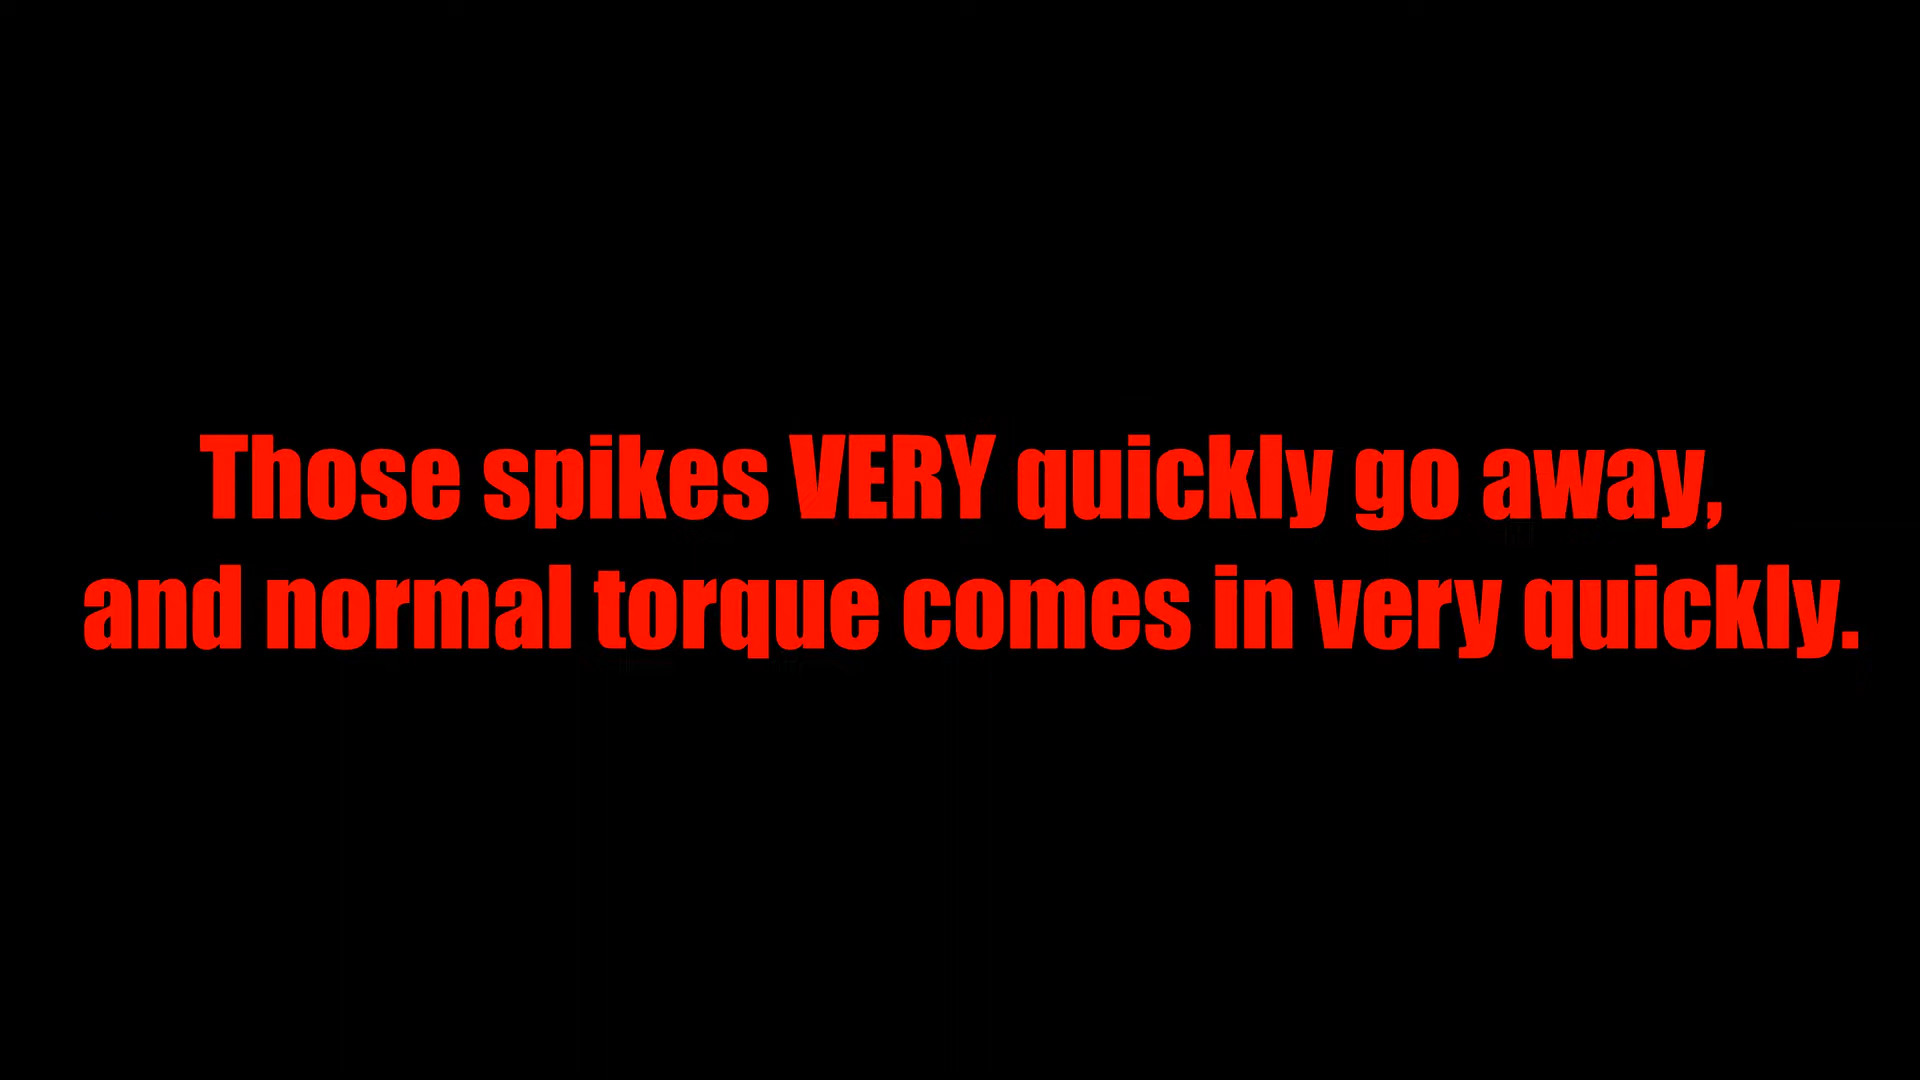 Those spikes VERY quickly go away,
and normal torque comes in very quickly.